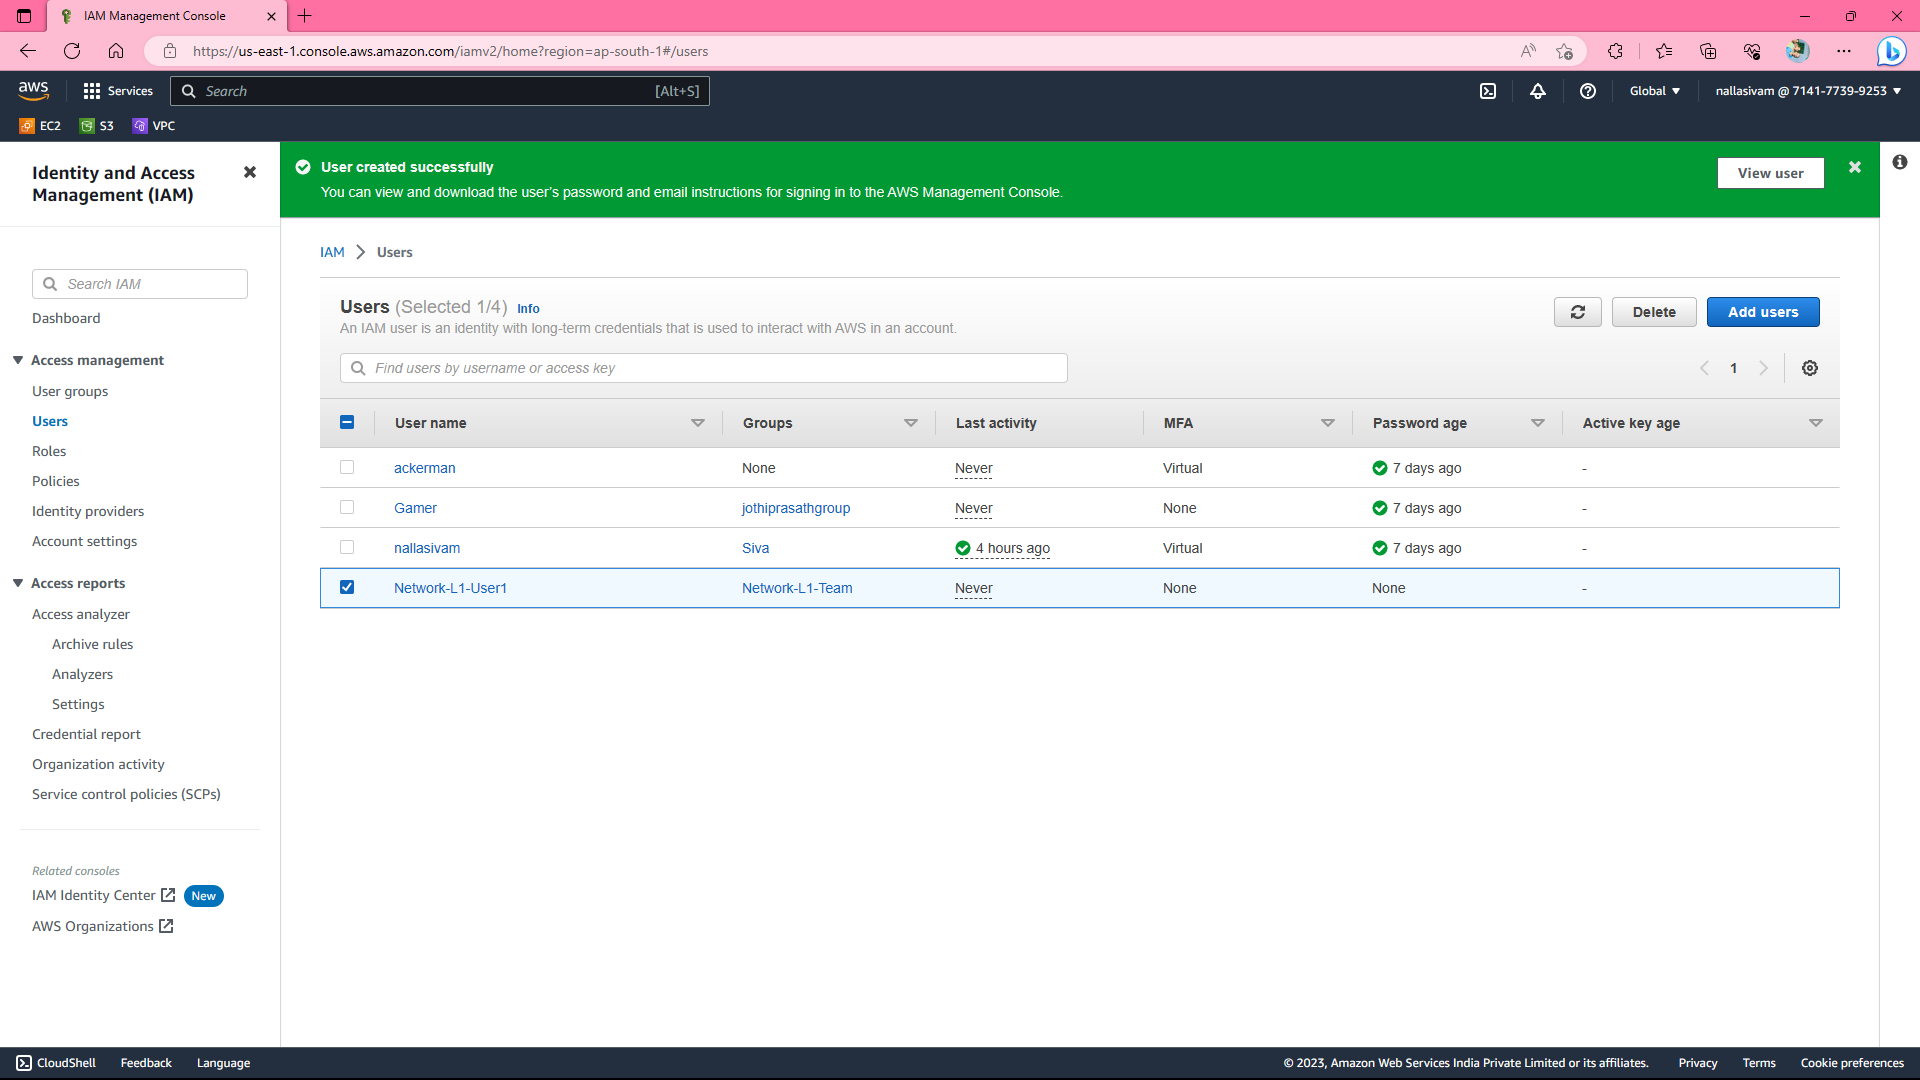 IAM Management Console
https://us-east-1.console.aws.amazon.com/iamv2/home?region=ap-south-1#/users
aws
Services
Search
[Alt+S]
Global
nallasivam @ 7141-7739-9253
EC2
S3
VPC
Identity and Access
Management (IAM)
Search IAM
Dashboard
Access management
User groups
Users
Roles
Policies
Identity providers
Account settings
Access reports
Access analyzer
Archive rules
Analyzers
Settings
Credential report
Organization activity
Service control policies (SCPs)
Related consoles
IAM Identity Center New
AWS Organizations
User created successfully
You can view and download the user's password and email instructions for signing in to the AWS Management Console.
View user
IAM > Users
Users (Selected 1/4) Info
An IAM user is an identity with long-term credentials that is used to interact with AWS in an account.
Delete
Add users
Find users by username or access key
1
User name Groups Last activity MFA Password age Active key age
ackerman None Never Virtual 7 days ago -
Gamer jothiprasathgroup Never None 7 days ago -
nallasivam Siva 4 hours ago Virtual 7 days ago -
Network-L1-User1 Network-L1-Team Never None None -
CloudShell Feedback Language
© 2023, Amazon Web Services India Private Limited or its affiliates. Privacy Terms Cookie preferences